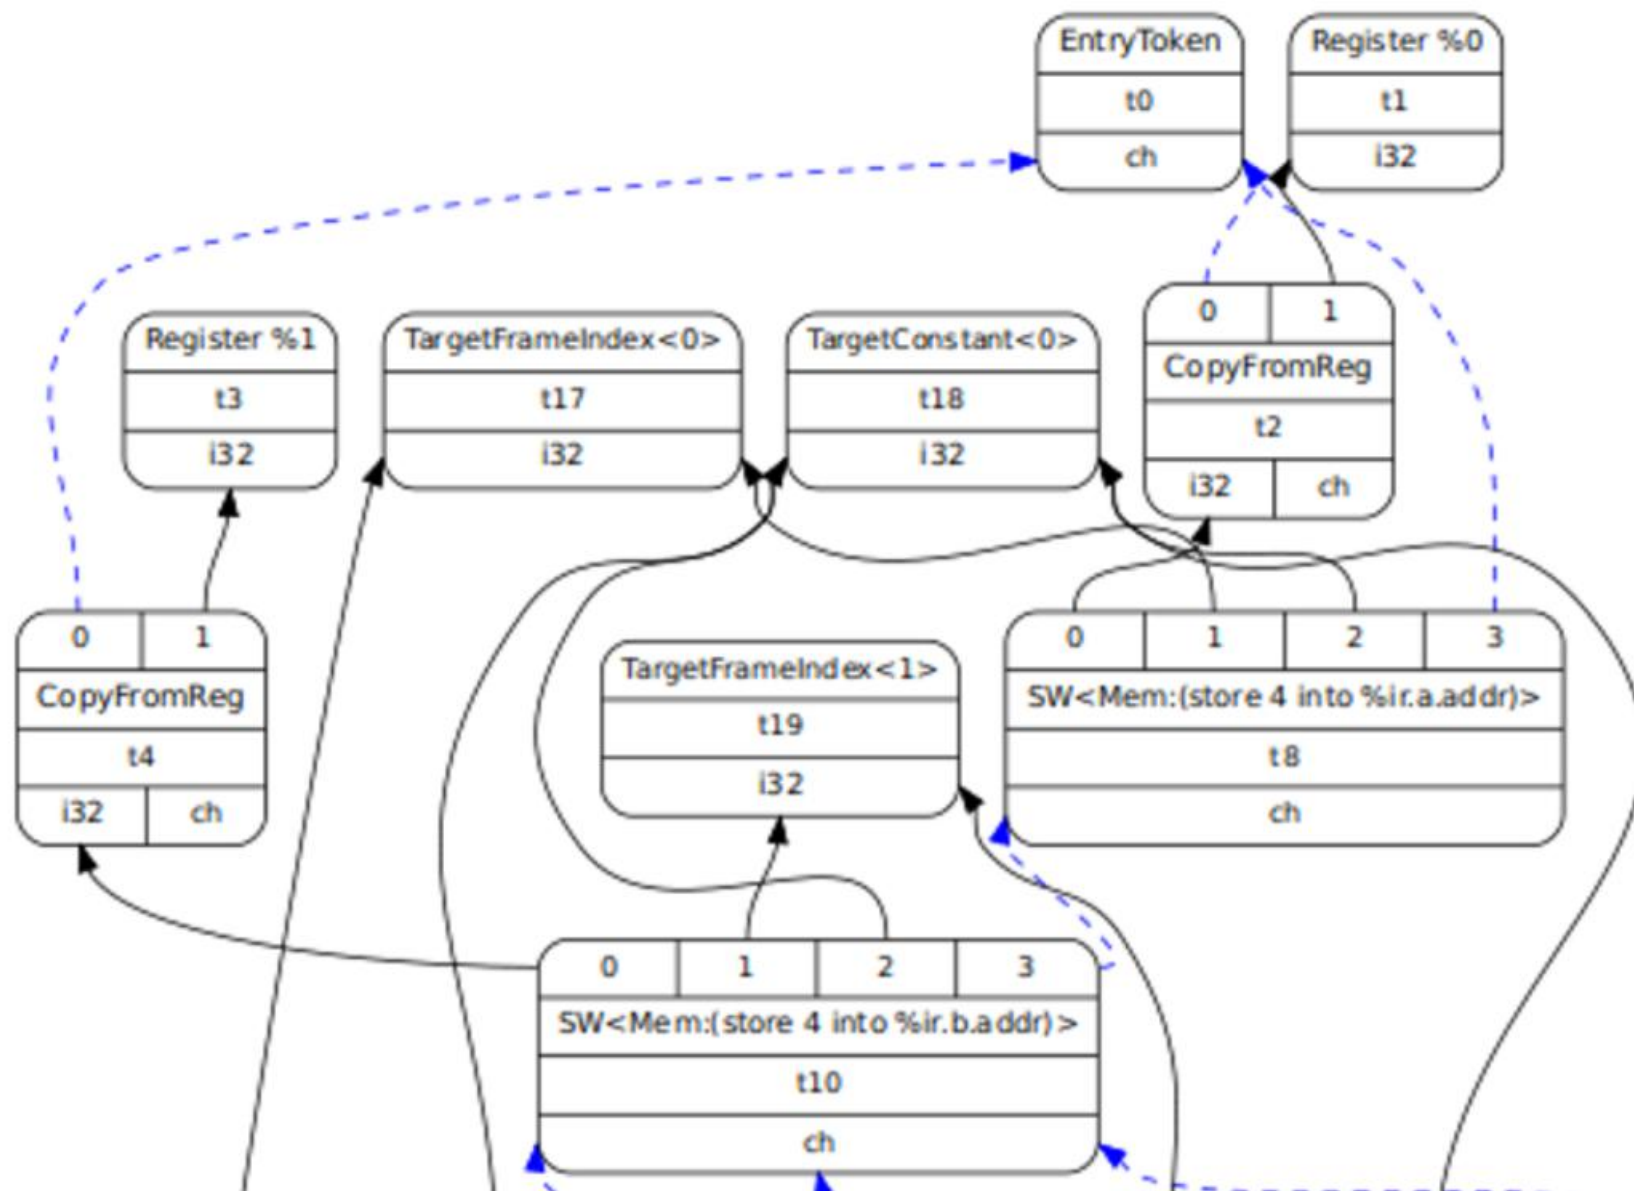 EntryToken
t0
ch
Register %0
t1
i32
Register %1
t3
i32
TargetFrameIndex<0>
t17
i32
TargetConstant<0>
t18
i32
0 1
CopyFromReg
t2
i32 ch
0 1
CopyFromReg
t4
i32 ch
TargetFrameIndex<1>
t19
i32
0 1 2 3
SW<Mem:(store 4 into %ir.a.addr)>
t8
ch
0 1 2 3
SW<Mem:(store 4 into %ir.b.addr)>
t10
ch